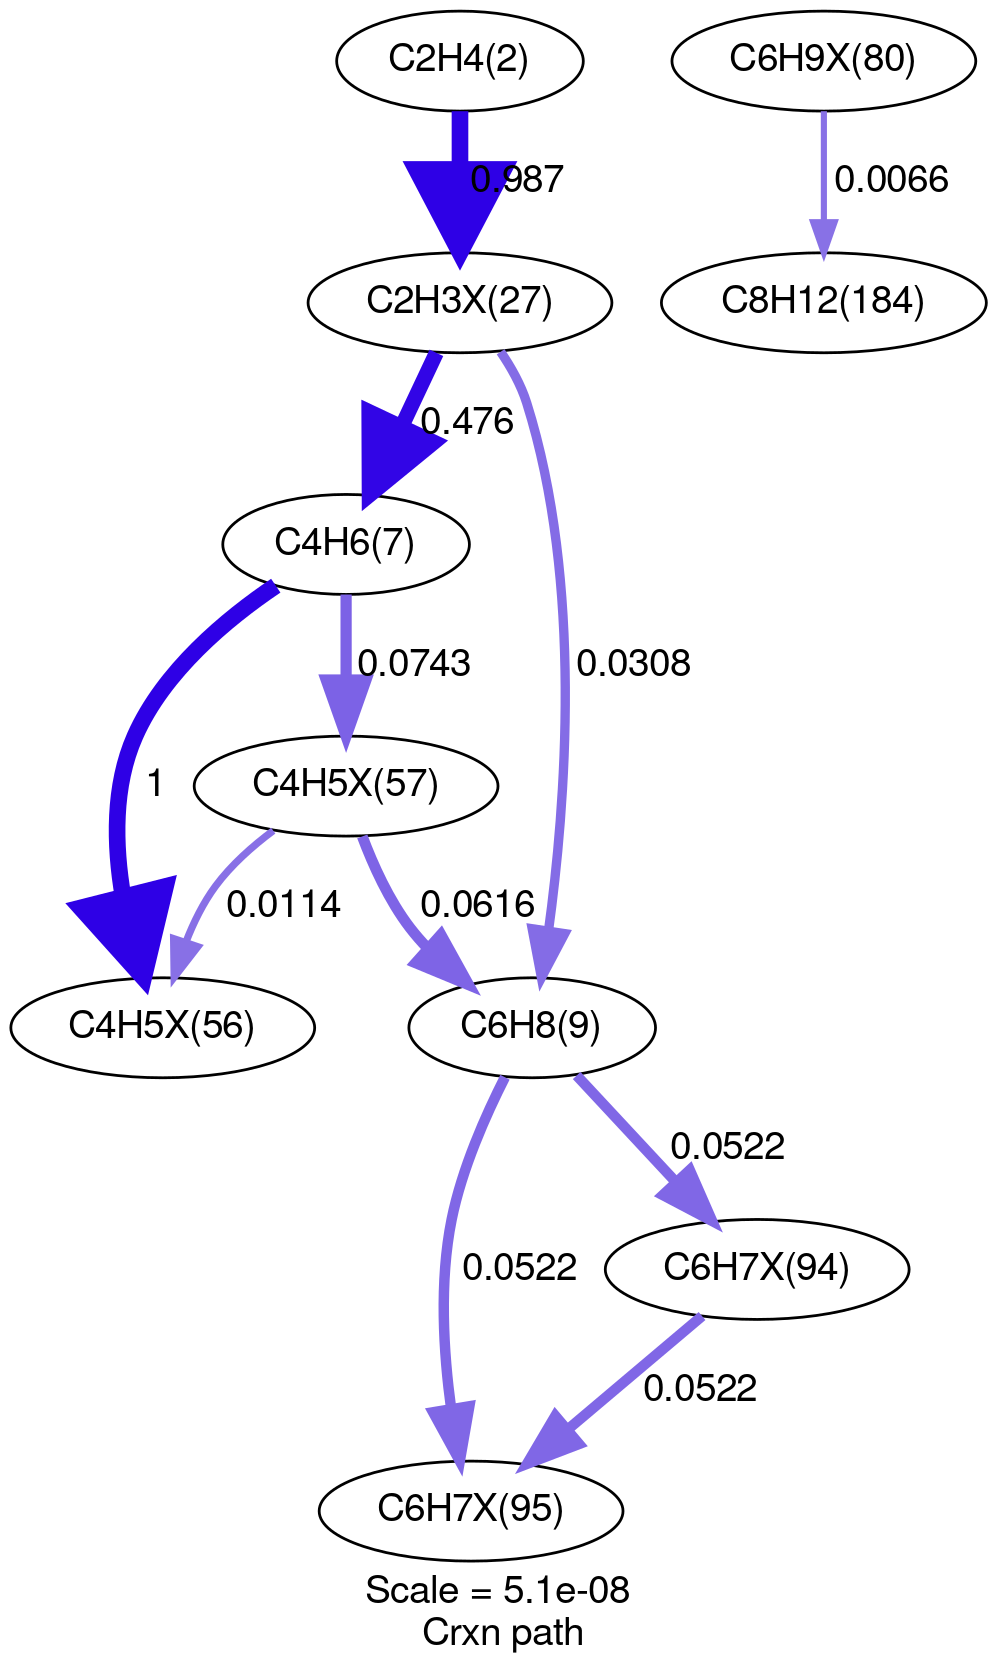 C2H4(2)
C6H9X(80)
0.987
0.0066
C2H3X(27)
C8H12(184)
0.476
C4H6(7)
0.0743
0.0308
1
C4H5X(57)
0.0114
0.0616
C4H5X(56)
C6H8(9)
0.0522
0.0522
C6H7X(94)
0.0522
C6H7X(95)
Scale = 5.1e-08
Crxn path